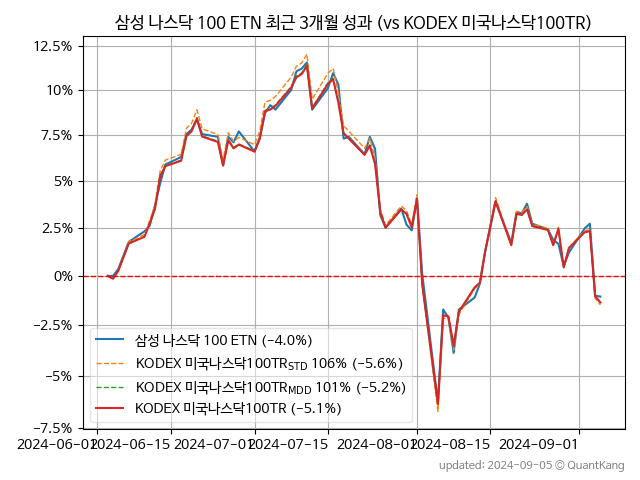 삼성 나스닥 100 ETN 최근 3개월 성과 (vs KODEX 미국나스닥100TR)
12.5%
10%
7.5%
5%
2.5%
0%
−2.5%
−5%
−7.5%
삼성 나스닥 100 ETN (−4.0%)
KODEX 미국나스닥100TRSTD 106% (−5.6%)
KODEX 미국나스닥100TRMDD 101% (−5.2%)
KODEX 미국나스닥100TR (−5.1%)
2024-06-01 2024-06-15 2024-07-01 2024-07-15 2024-08-01 2024-08-15 2024-09-01
updated: 2024-09-05 © QuantKang